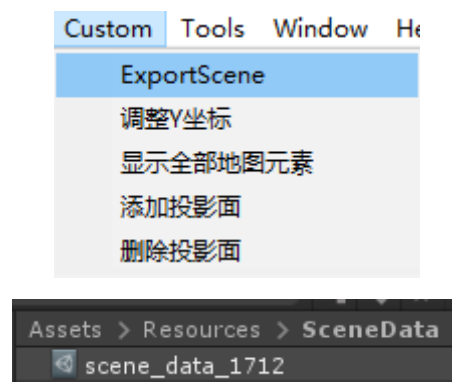 Custom Tools Window He
ExportScene
调整Y坐标
显示全部地图元素
添加投影面
删除投影面
Assets > Resources > SceneData
scene_data_1712